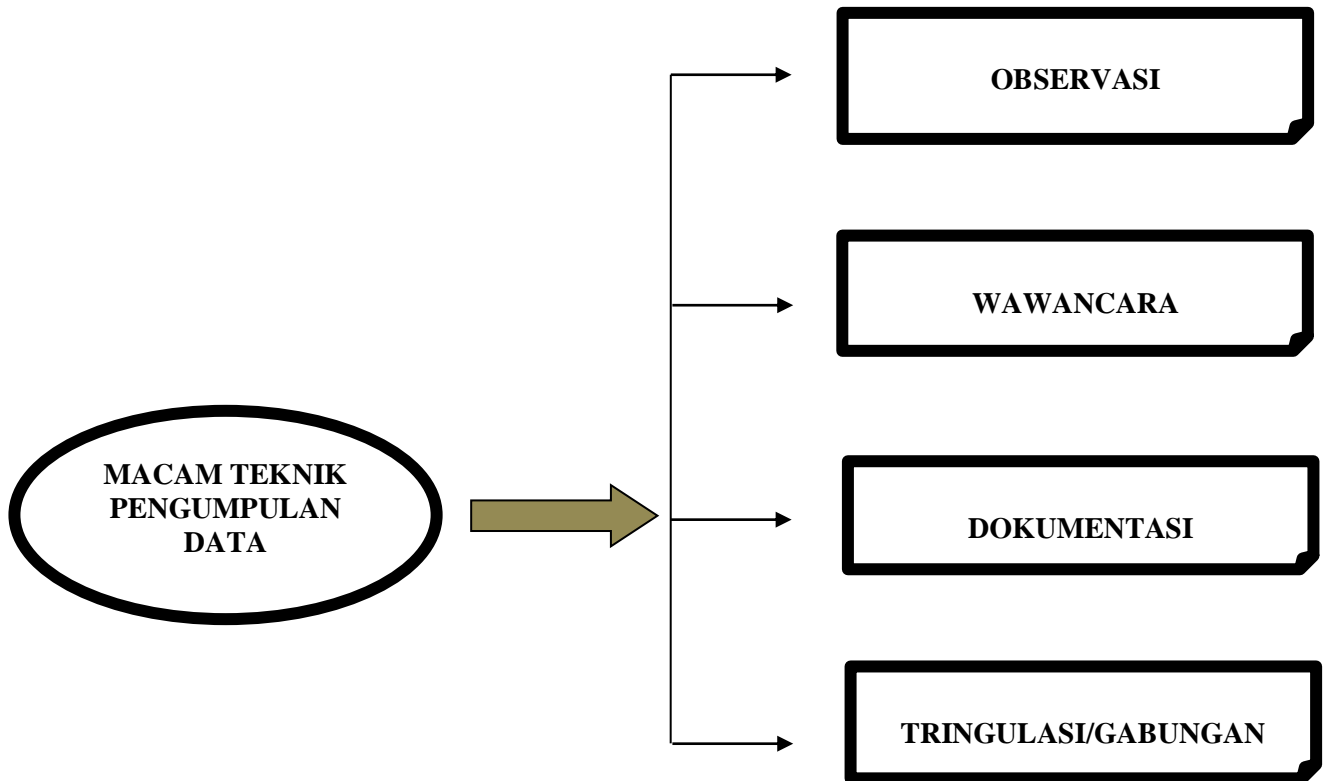 OBSERVASI
WAWANCARA
MACAM TEKNIK
PENGUMPULAN
DATA
DOKUMENTASI
TRINGULASI/GABUNGAN